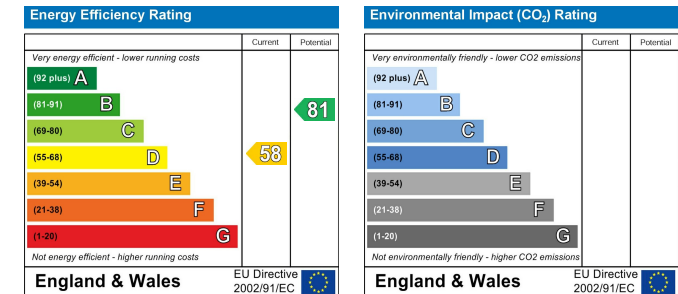 Energy Efficiency Rating
Current Potential
Very energy efficient - lower running costs
(92 plus) A
(81-91) B
81
(69-80) C
(55-68) D
58
(39-54) E
(21-38) F
(1-20) G
Not energy efficient - higher running costs
England & Wales
EU Directive
2002/91/EC
Environmental Impact (CO2) Rating
Current Potential
Very environmentally friendly - lower CO2 emissions
(92 plus) A
(81-91) B
(69-80) C
(55-68) D
(39-54) E
(21-38) F
(1-20) G
Not environmentally friendly - higher CO2 emissions
England & Wales
EU Directive
2002/91/EC